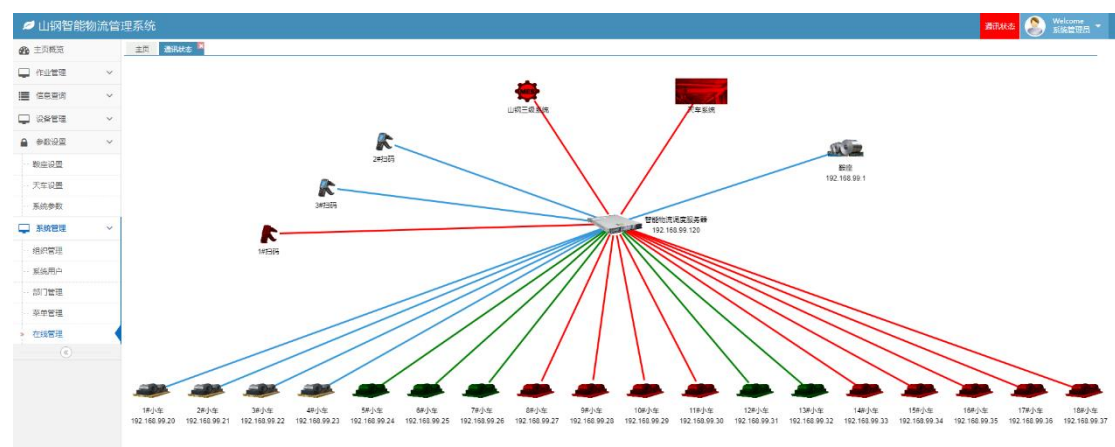 山钢智能物流管理系统
通讯状态
Welcome
系统管理员
主页概览
作业管理
信息查询
设备管理
参数设置
鞍座设置
天车设置
系统参数
系统管理
组织管理
系统用户
部门管理
菜单管理
在线管理
主页
通讯状态
山钢三级系统
天车系统
2#扫码
3#扫码
1#扫码
鞍座
192.168.99.1
智能物流调度服务器
192.168.99.120
1#小车
192.168.99.20
2#小车
192.168.99.21
3#小车
192.168.99.22
4#小车
192.168.99.23
5#小车
192.168.99.24
6#小车
192.168.99.25
7#小车
192.168.99.26
8#小车
192.168.99.27
9#小车
192.168.99.28
10#小车
192.168.99.29
11#小车
192.168.99.30
12#小车
192.168.99.31
13#小车
192.168.99.32
14#小车
192.168.99.33
15#小车
192.168.99.34
16#小车
192.168.99.35
17#小车
192.168.99.36
18#小车
192.168.99.37